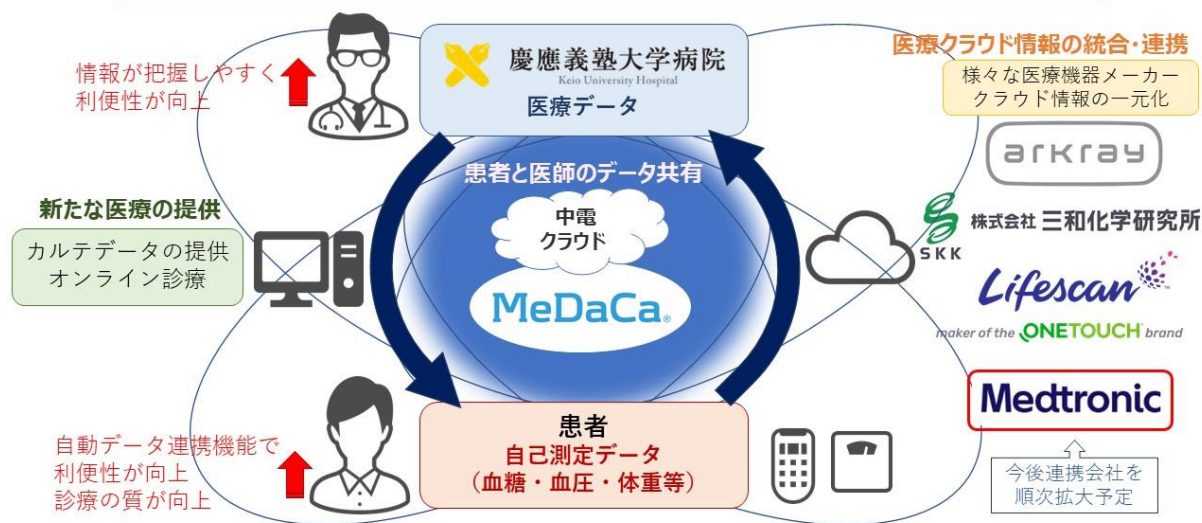 慶應義塾大学病院
Keio University Hospital
医療データ
情報が把握しやすく
利便性が向上
医療クラウド情報の統合・連携
様々な医療機器メーカー
クラウド情報の一元化
arkray
患者と医師のデータ共有
中電
クラウド
MeDaCa®
新たな医療の提供
カルテデータの提供
オンライン診療
SKK
株式会社 三和化学研究所
Lifescan™
maker of the ONETOUCH® brand
Medtronic
今後連携会社を
順次拡大予定
患者
自己測定データ
(血糖・血圧・体重等)
自動データ連携機能で
利便性が向上
診療の質が向上